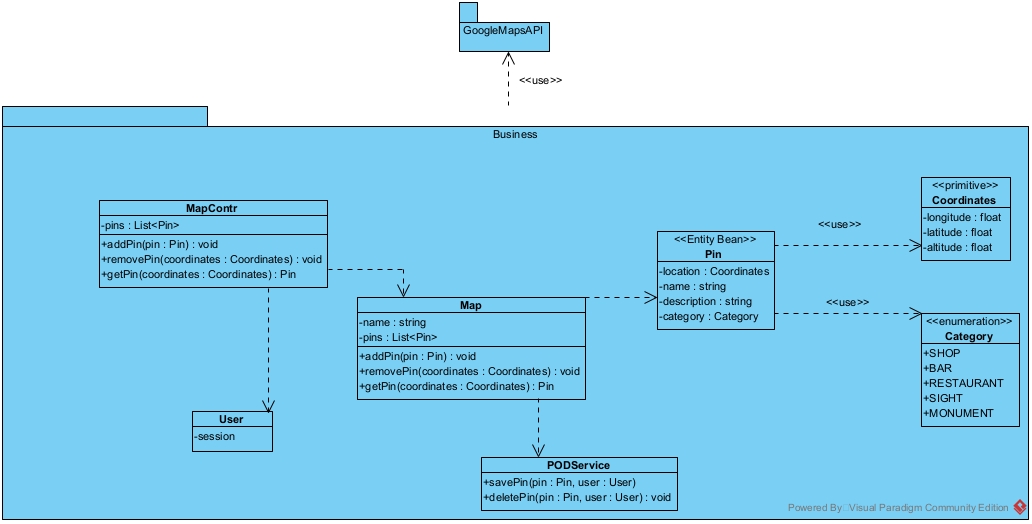 GoogleMapsAPI
<<use>>
Business
MapContr
-pins : List<Pin>
+addPin(pin : Pin) : void
+removePin(coordinates : Coordinates) : void
+getPin(coordinates : Coordinates) : Pin
Map
-name : string
-pins : List<Pin>
+addPin(pin : Pin) : void
+removePin(coordinates : Coordinates) : void
+getPin(coordinates : Coordinates) : Pin
<<Entity Bean>>
Pin
-location : Coordinates
-name : string
-description : string
-category : Category
<<use>>
<<primitive>>
Coordinates
-longitude : float
-latitude : float
-altitude : float
<<use>>
<<enumeration>>
Category
+SHOP
+BAR
+RESTAURANT
+SIGHT
+MONUMENT
User
-session
PODService
+savePin(pin : Pin, user : User)
+deletePin(pin : Pin, user : User) : void
Powered By Visual Paradigm Community Edition